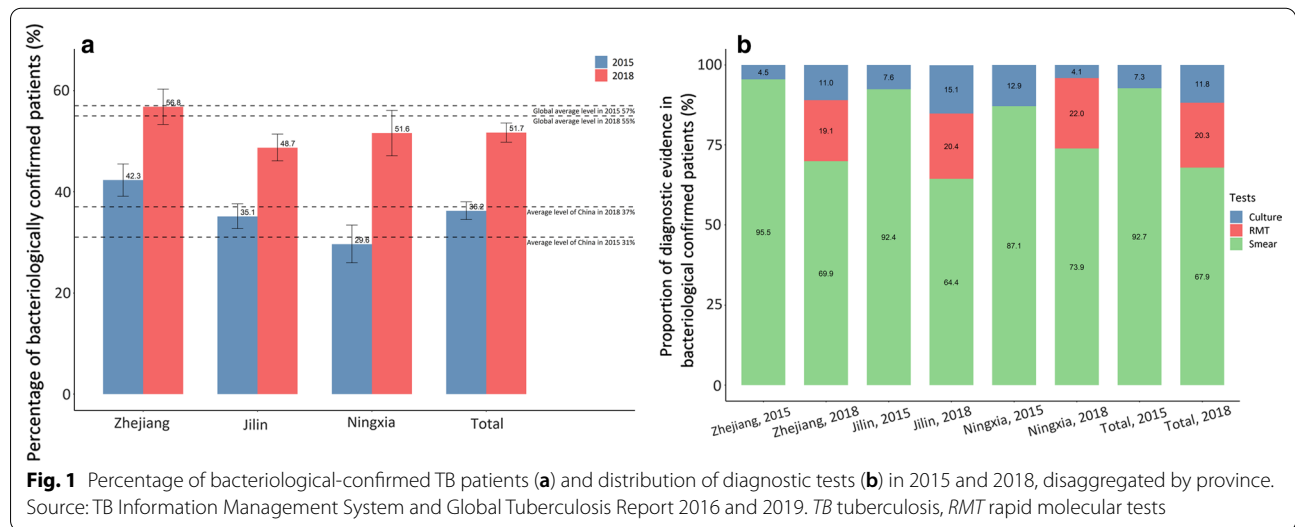 a
Percentage of bacteriologically confirmed patients (%)
60
40
20
0
2015
2018
Global average level in 2015 57%
Global average level in 2018 55%
Average level of China in 2018 37%
Average level of China in 2015 31%
42.3
56.8
35.1
48.7
29.6
51.6
36.2
51.7
Zhejiang
Jilin
Ningxia
Total
b
Proportion of diagnostic evidence in
bacteriological confirmed patients (%)
100
75
50
25
0
4.5
11.0
7.6
15.1
12.9
4.1
7.3
11.8
19.1
20.4
22.0
20.3
95.5
69.9
92.4
64.4
87.1
73.9
92.7
67.9
Tests
Culture
RMT
Smear
Zhejiang, 2015
Zhejiang, 2018
Jilin, 2015
Jilin, 2018
Ningxia, 2015
Ningxia, 2018
Total, 2015
Total, 2018
Fig. 1 Percentage of bacteriological-confirmed TB patients (a) and distribution of diagnostic tests (b) in 2015 and 2018, disaggregated by province.
Source: TB Information Management System and Global Tuberculosis Report 2016 and 2019. TB tuberculosis, RMT rapid molecular tests